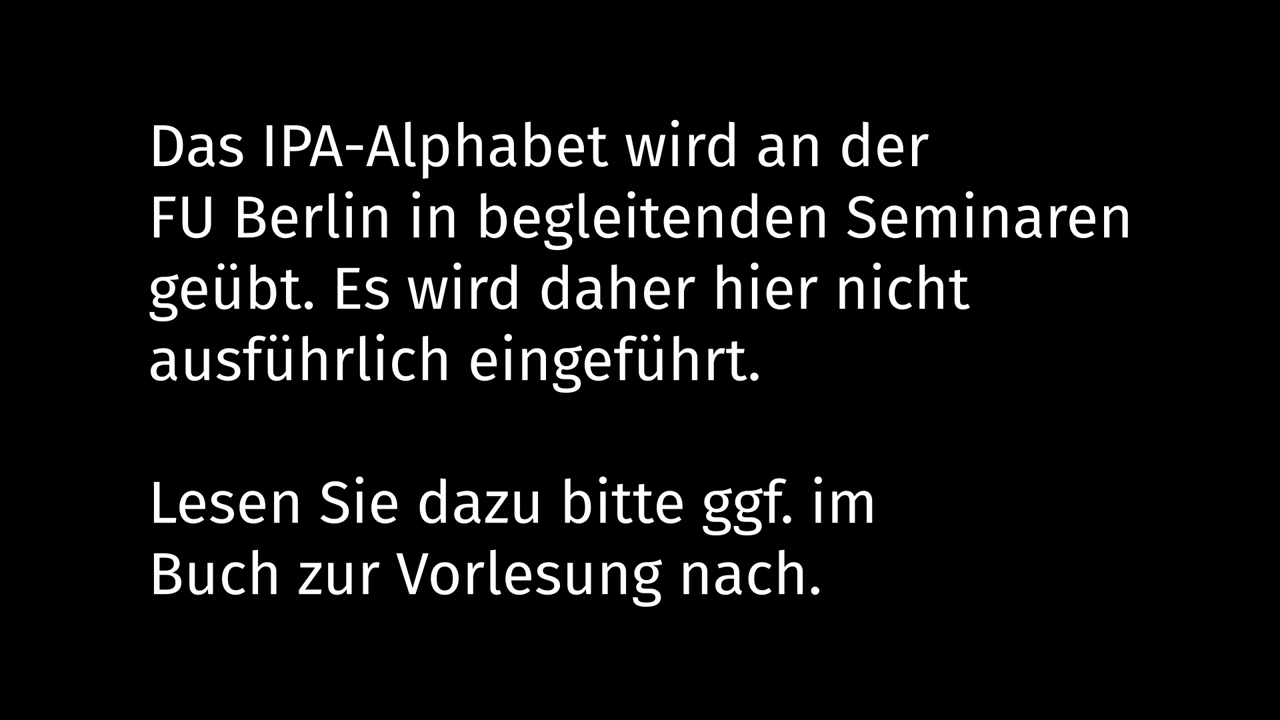 Das IPA-Alphabet wird an der
FU Berlin in begleitenden Seminaren
geübt. Es wird daher hier nicht
ausführlich eingeführt.
Lesen Sie dazu bitte ggf. im
Buch zur Vorlesung nach.